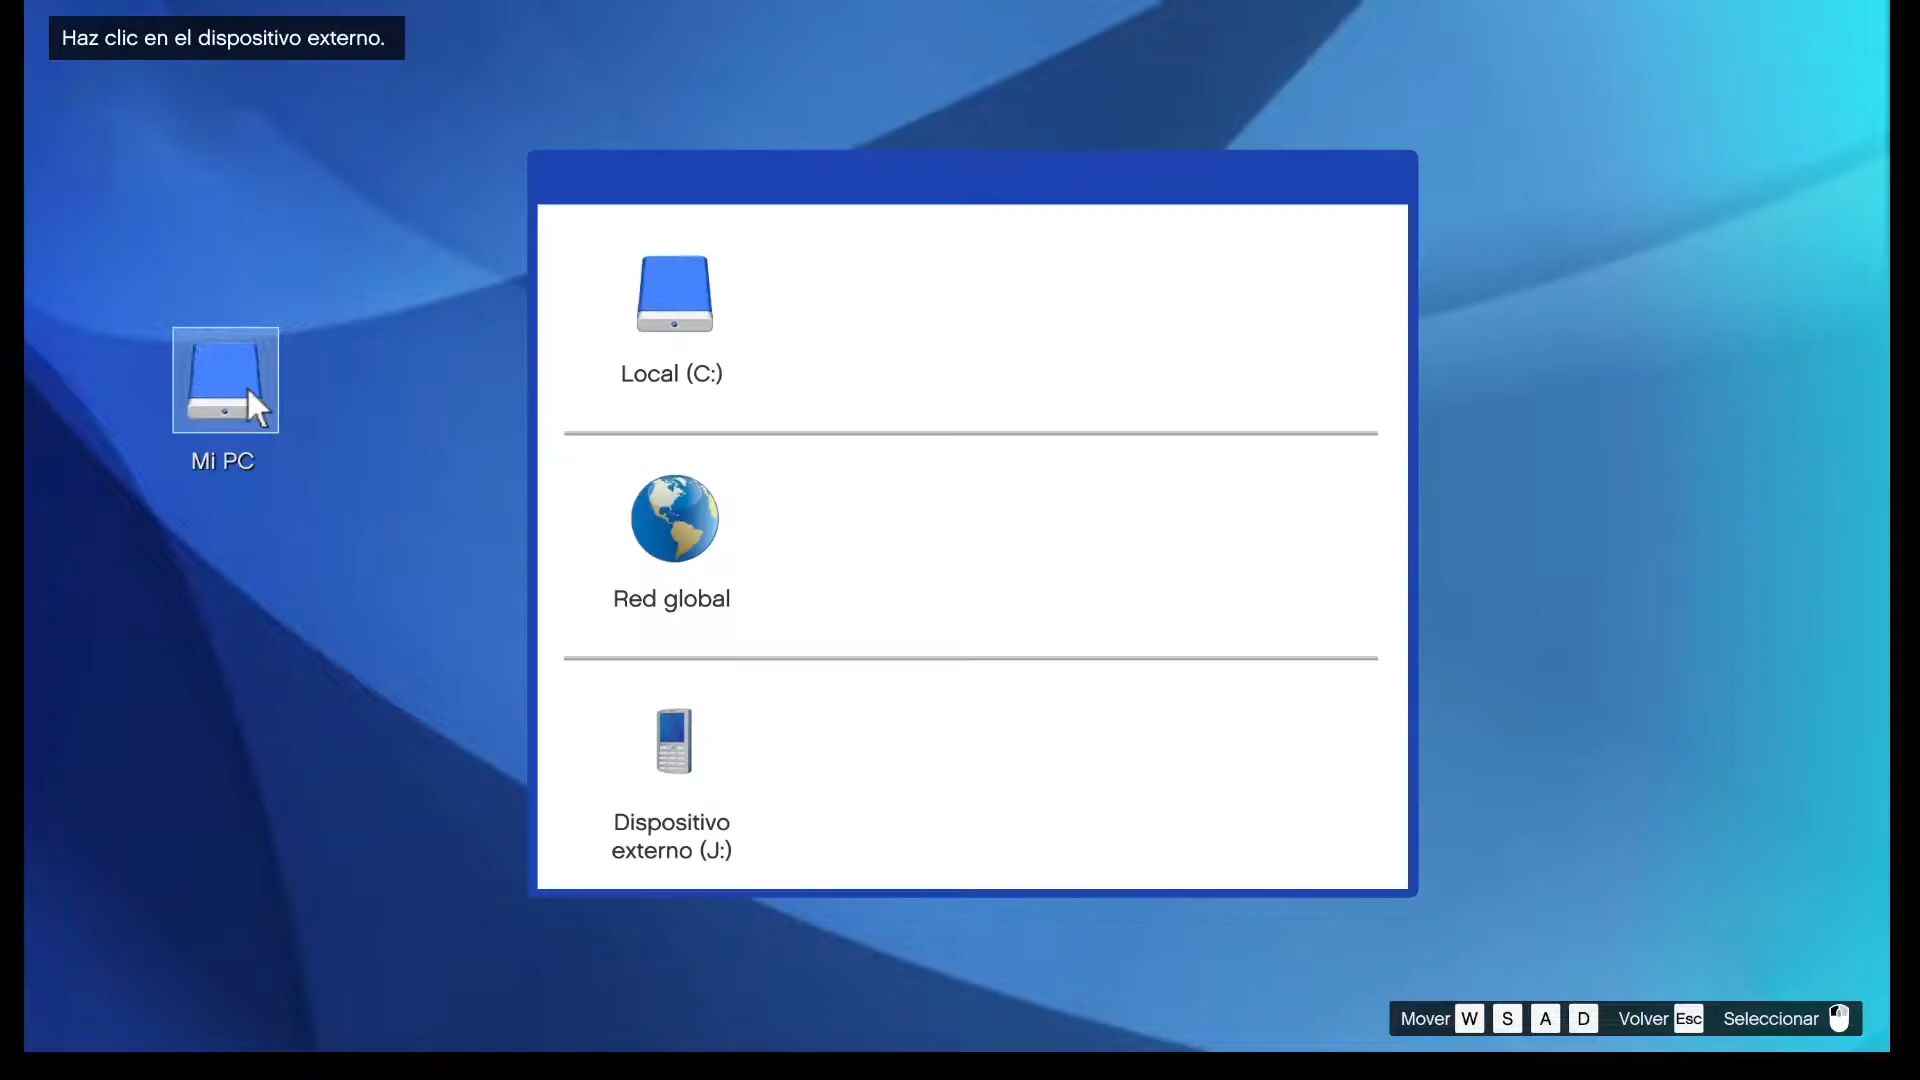 Haz clic en el dispositivo externo.
Local (C:)
Mi PC
Red global
Dispositivo
externo (J:)
Mover W S A D Volver Esc Seleccionar